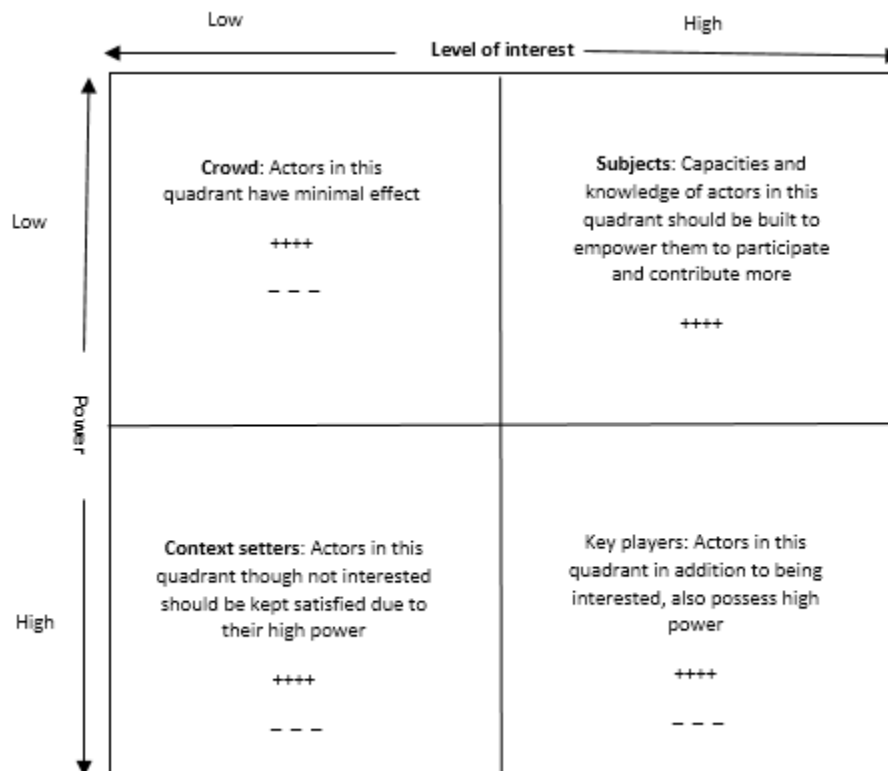 Low
High
Level of interest
Crowd: Actors in this
quadrant have minimal effect
++++
– – –
Subjects: Capacities and
knowledge of actors in this
quadrant should be built to
empower them to participate
and contribute more
++++
Low
Power
High
Context setters: Actors in this
quadrant though not interested
should be kept satisfied due to
their high power
++++
– – –
Key players: Actors in this
quadrant in addition to being
interested, also possess high
power
++++
– – –